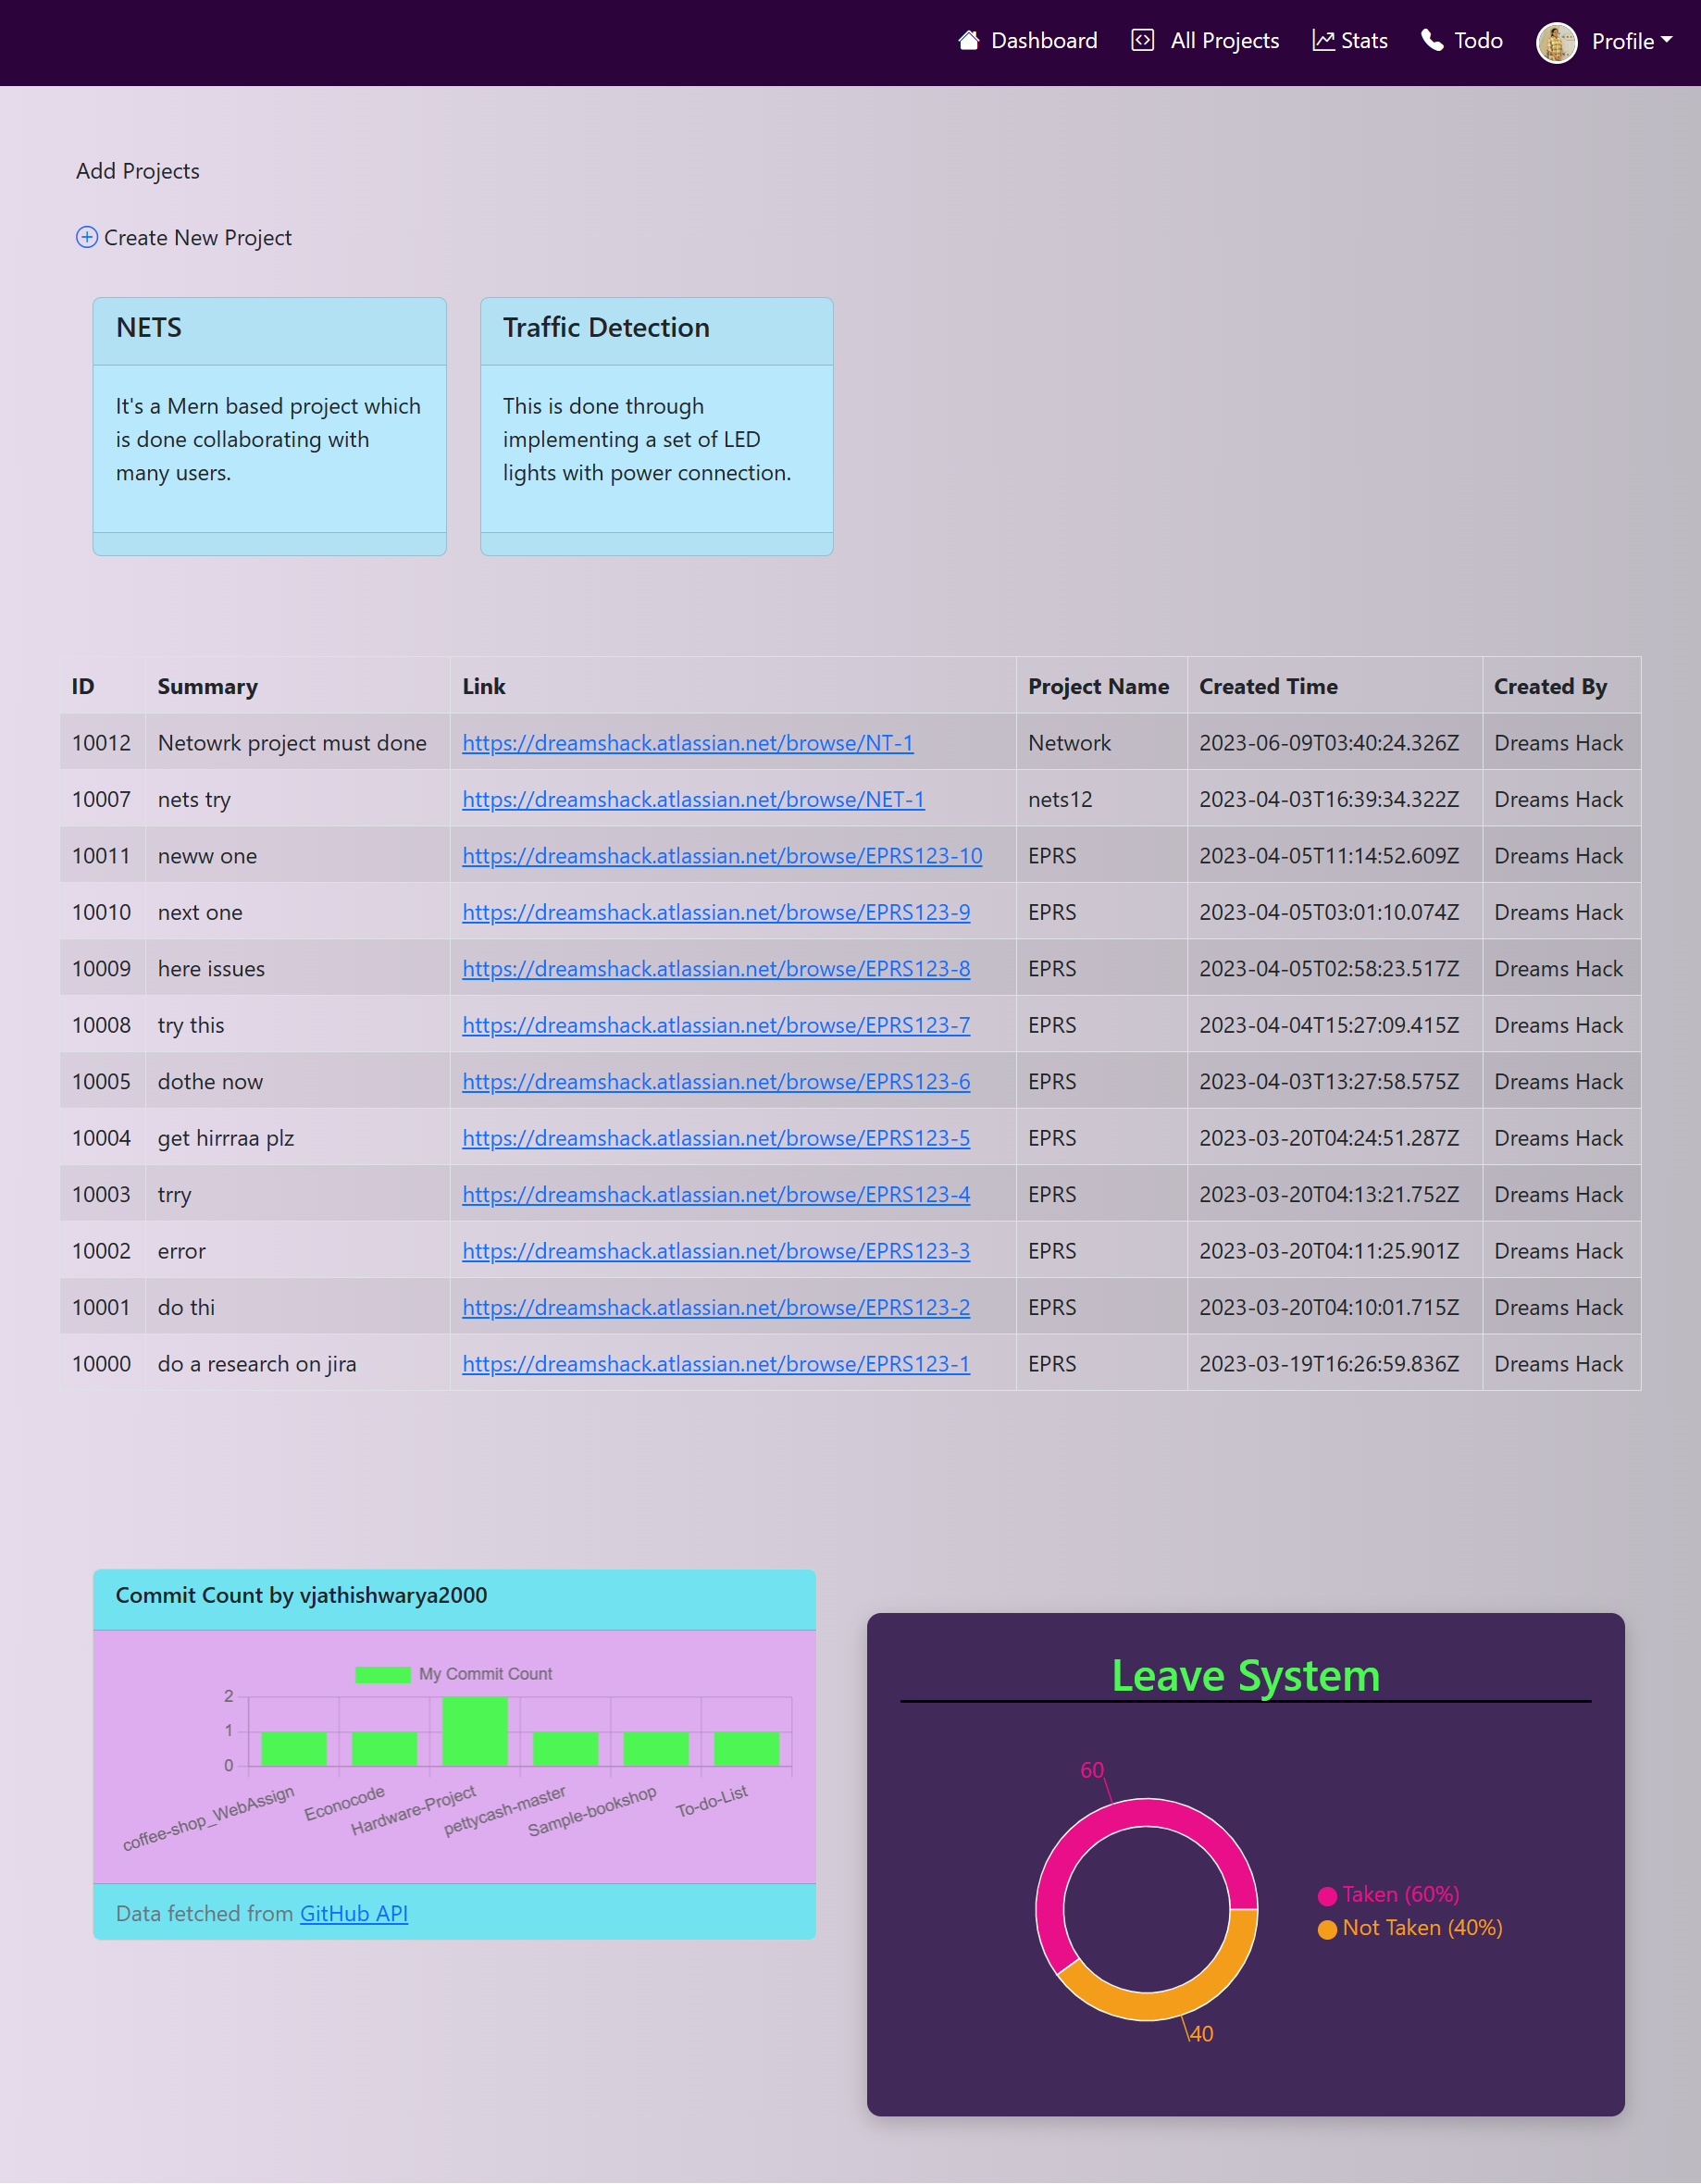 Dashboard All Projects Stats Todo Profile
Add Projects
Create New Project
NETS
It's a Mern based project which
is done collaborating with
many users.
Traffic Detection
This is done through
implementing a set of LED
lights with power connection.
ID Summary Link Project Name Created Time Created By
10012 Netowrk project must done https://dreamshack.atlassian.net/browse/NT-1 Network 2023-06-09T03:40:24.326Z Dreams Hack
10007 nets try https://dreamshack.atlassian.net/browse/NET-1 nets12 2023-04-03T16:39:34.322Z Dreams Hack
10011 neww one https://dreamshack.atlassian.net/browse/EPRS123-10 EPRS 2023-04-05T11:14:52.609Z Dreams Hack
10010 next one https://dreamshack.atlassian.net/browse/EPRS123-9 EPRS 2023-04-05T03:01:10.074Z Dreams Hack
10009 here issues https://dreamshack.atlassian.net/browse/EPRS123-8 EPRS 2023-04-05T02:58:23.517Z Dreams Hack
10008 try this https://dreamshack.atlassian.net/browse/EPRS123-7 EPRS 2023-04-04T15:27:09.415Z Dreams Hack
10005 dothe now https://dreamshack.atlassian.net/browse/EPRS123-6 EPRS 2023-04-03T13:27:58.575Z Dreams Hack
10004 get hirrraa plz https://dreamshack.atlassian.net/browse/EPRS123-5 EPRS 2023-03-20T04:24:51.287Z Dreams Hack
10003 trry https://dreamshack.atlassian.net/browse/EPRS123-4 EPRS 2023-03-20T04:13:21.752Z Dreams Hack
10002 error https://dreamshack.atlassian.net/browse/EPRS123-3 EPRS 2023-03-20T04:11:25.901Z Dreams Hack
10001 do thi https://dreamshack.atlassian.net/browse/EPRS123-2 EPRS 2023-03-20T04:10:01.715Z Dreams Hack
10000 do a research on jira https://dreamshack.atlassian.net/browse/EPRS123-1 EPRS 2023-03-19T16:26:59.836Z Dreams Hack
Commit Count by vjathishwarya2000
My Commit Count
2
1
0
coffee-shop_WebAssign Econocode Hardware-Project pettycash-master Sample-bookshop To-do-List
Data fetched from GitHub API
Leave System
60
Taken (60%)
Not Taken (40%)
40